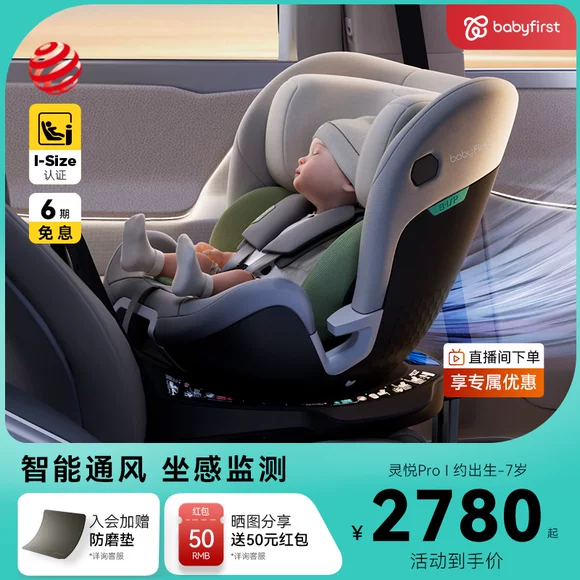 babyfirst
I-Size
认证
6期
免息
babyfirst
直播间下单
享专属优惠
智能通风 坐感监测
灵悦Pro | 约出生-7岁
入会加赠
防磨垫
*详询客服
红包
50
RMB
晒图分享
送50元红包
*详询客服
¥2780起
活动到手价